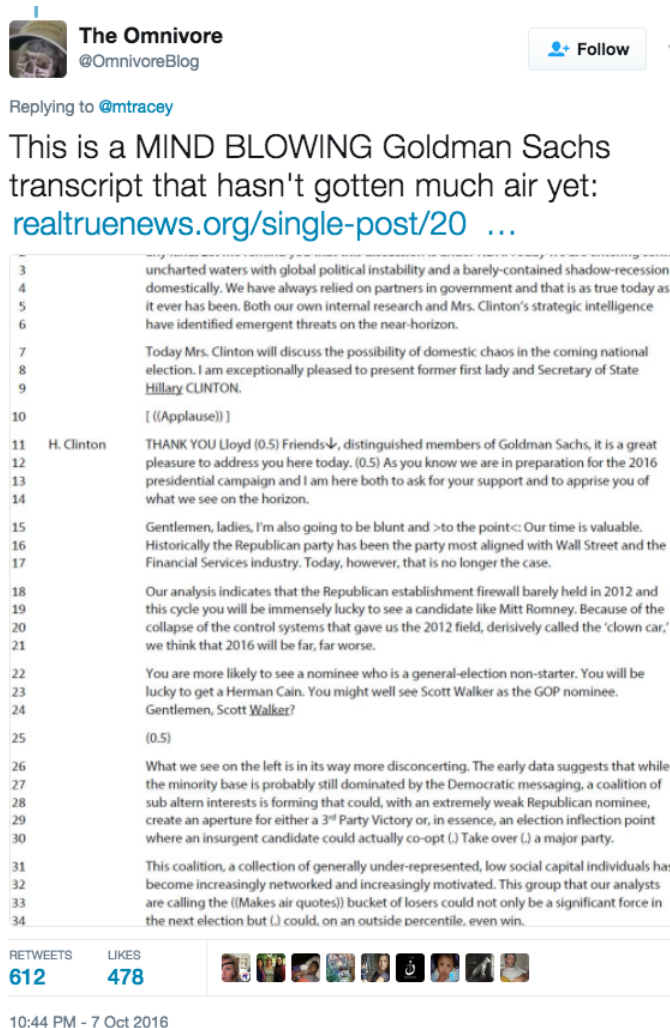 The Omnivore
@OmnivoreBlog
Follow
Replying to @mtracey
This is a MIND BLOWING Goldman Sachs
transcript that hasn't gotten much air yet:
realtruenews.org/single-post/20 …
3 uncharted waters with global political instability and a barely-contained shadow-recession
4 domestically. We have always relied on partners in government and that is as true today as
5 it ever has been. Both our own internal research and Mrs. Clinton's strategic intelligence
6 have identified emergent threats on the near-horizon.
7 Today Mrs. Clinton will discuss the possibility of domestic chaos in the coming national
8 election. I am exceptionally pleased to present former first lady and Secretary of State
9 Hillary CLINTON.
10 [ ((Applause)) ]
11 H. Clinton THANK YOU Lloyd (0.5) Friends↓, distinguished members of Goldman Sachs, it is a great
12 pleasure to address you here today. (0.5) As you know we are in preparation for the 2016
13 presidential campaign and I am here both to ask for your support and to apprise you of
14 what we see on the horizon.
15 Gentlemen, ladies, I'm also going to be blunt and >to the point<: Our time is valuable.
16 Historically the Republican party has been the party most aligned with Wall Street and the
17 Financial Services industry. Today, however, that is no longer the case.
18 Our analysis indicates that the Republican establishment firewall barely held in 2012 and
19 this cycle you will be immensely lucky to see a candidate like Mitt Romney. Because of the
20 collapse of the control systems that gave us the 2012 field, derisively called the 'clown car,'
21 we think that 2016 will be far, far worse.
22 You are more likely to see a nominee who is a general-election non-starter. You will be
23 lucky to get a Herman Cain. You might well see Scott Walker as the GOP nominee.
24 Gentlemen, Scott Walker?
25 (0.5)
26 What we see on the left is in its way more disconcerting. The early data suggests that while
27 the minority base is probably still dominated by the Democratic messaging, a coalition of
28 sub altern interests is forming that could, with an extremely weak Republican nominee,
29 create an aperture for either a 3rd Party Victory or, in essence, an election inflection point
30 where an insurgent candidate could actually co-opt (.) Take over (.) a major party.
31 This coalition, a collection of generally under-represented, low social capital individuals has
32 become increasingly networked and increasingly motivated. This group that our analysts
33 are calling the ((Makes air quotes)) bucket of losers could not only be a significant force in
34 the next election but (.) could, on an outside percentile, even win.
RETWEETS LIKES
612 478
10:44 PM - 7 Oct 2016